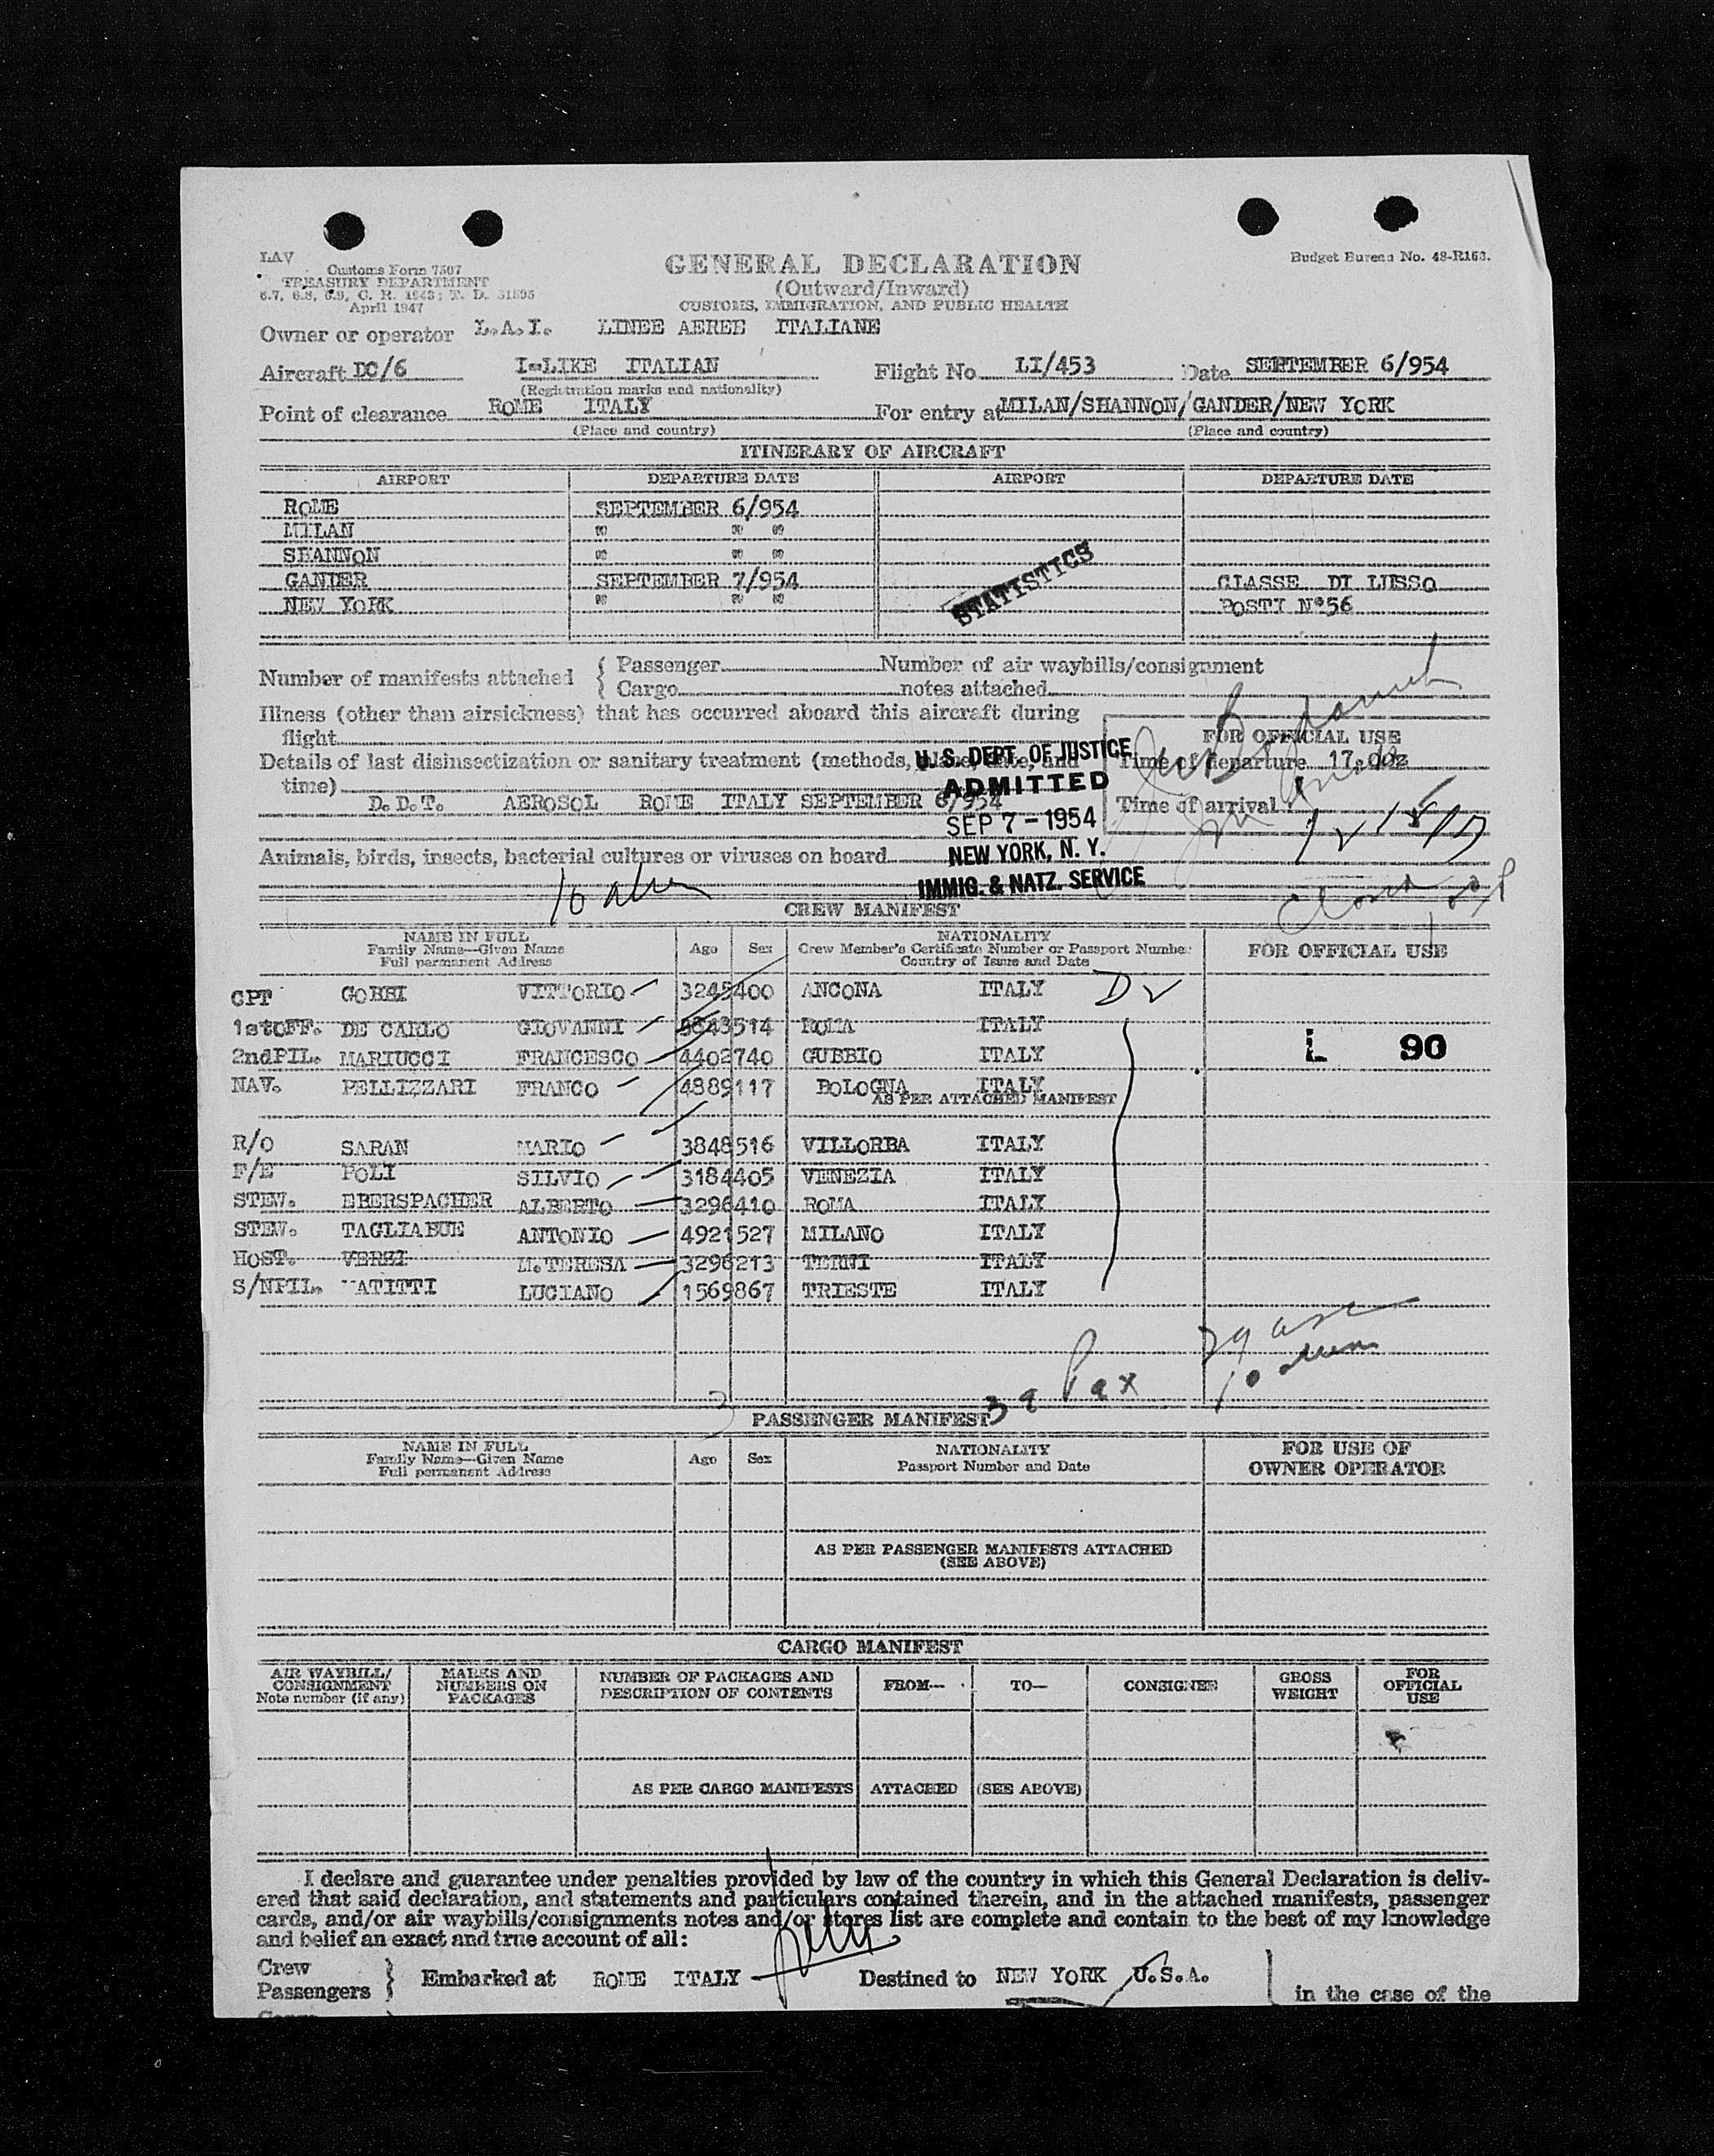 LAV
Customs Form 7507
TREASURY DEPARTMENT
6.7, 6.8, 6.9, C. R. 1943; T. D. 51595
April 1947
GENERAL DECLARATION
(Outward/Inward)
CUSTOMS, IMMIGRATION, AND PUBLIC HEALTH
Budget Bureau No. 48-R163.
Owner or operator L.A.I. LINEE AEREE ITALIANE
Aircraft DC/6 I-LIKE ITALIAN Flight No. LI/453 Date SEPTEMBER 6/954
(Registration marks and nationality)
Point of clearance ROME ITALY For entry at MILAN/SHANNON/GANDER/NEW YORK
(Place and country) (Place and country)
ITINERARY OF AIRCRAFT
AIRPORT DEPARTURE DATE AIRPORT DEPARTURE DATE
ROME SEPTEMBER 6/954
MILAN " " "
SHANNON " " "
GANDER SEPTEMBER 7/954 CLASSE DI LUSSO
NEW YORK " " " POSTI N°56
STATISTICS
Number of manifests attached { Passenger Number of air waybills/consignment
Cargo notes attached
Illness (other than airsickness) that has occurred aboard this aircraft during
flight
FOR OFFICIAL USE
Details of last disinsectization or sanitary treatment (methods, place, date, and
time)
Time of departure 17.00z
D.D.T. AEROSOL ROME ITALY SEPTEMBER 6/954
Time of arrival
U. S. DEPT. OF JUSTICE
ADMITTED
SEP 7 - 1954
NEW YORK, N. Y.
IMMIG. & NATZ. SERVICE
Animals, birds, insects, bacterial cultures or viruses on board
CREW MANIFEST
NAME IN FULL
Family Name—Given Name
Full permanent Address
Age Sex
NATIONALITY
Crew Member's Certificate Number or Passport Number
Country of Issue and Date
FOR OFFICIAL USE
CPT GOBBI VITTORIO 3245400 ANCONA ITALY
1stOFF. DE CARLO GIOVANNI 3843514 ROMA ITALY
L 90
2ndPIL. MARIUCCI FRANCESCO 4402740 GUBBIO ITALY
NAV. PELLIZZARI FRANCO 4889117 BOLOGNA ITALY
AS PER ATTACHED MANIFEST
R/O SARAN MARIO 3848516 VILLORBA ITALY
F/E POLI SILVIO 3184405 VENEZIA ITALY
STEW. EBERSPACHER ALBERTO 3296410 ROMA ITALY
STEW. TAGLIABUE ANTONIO 4921527 MILANO ITALY
HOST. M.TERESA 3296213 TERNI ITALY
S/NPIL. LUCIANO 1569867 TRIESTE ITALY
39 Pax
PASSENGER MANIFEST
NAME IN FULL
Family Name—Given Name
Full permanent Address
Age Sex
NATIONALITY
Passport Number and Date
FOR USE OF
OWNER OPERATOR
AS PER PASSENGER MANIFESTS ATTACHED
(SEE ABOVE)
CARGO MANIFEST
AIR WAYBILL/
CONSIGNMENT
Note number (if any)
MARKS AND
NUMBERS ON
PACKAGES
NUMBER OF PACKAGES AND
DESCRIPTION OF CONTENTS
FROM— TO— CONSIGNEE
GROSS
WEIGHT
FOR
OFFICIAL
USE
AS PER CARGO MANIFESTS ATTACHED (SEE ABOVE)
I declare and guarantee under penalties provided by law of the country in which this General Declaration is deliv-
ered that said declaration, and statements and particulars contained therein, and in the attached manifests, passenger
cards, and/or air waybills/consignments notes and/or stores list are complete and contain to the best of my knowledge
and belief an exact and true account of all:
Crew
Passengers } Embarked at ROME ITALY Destined to NEW YORK U.S.A. in the case of the